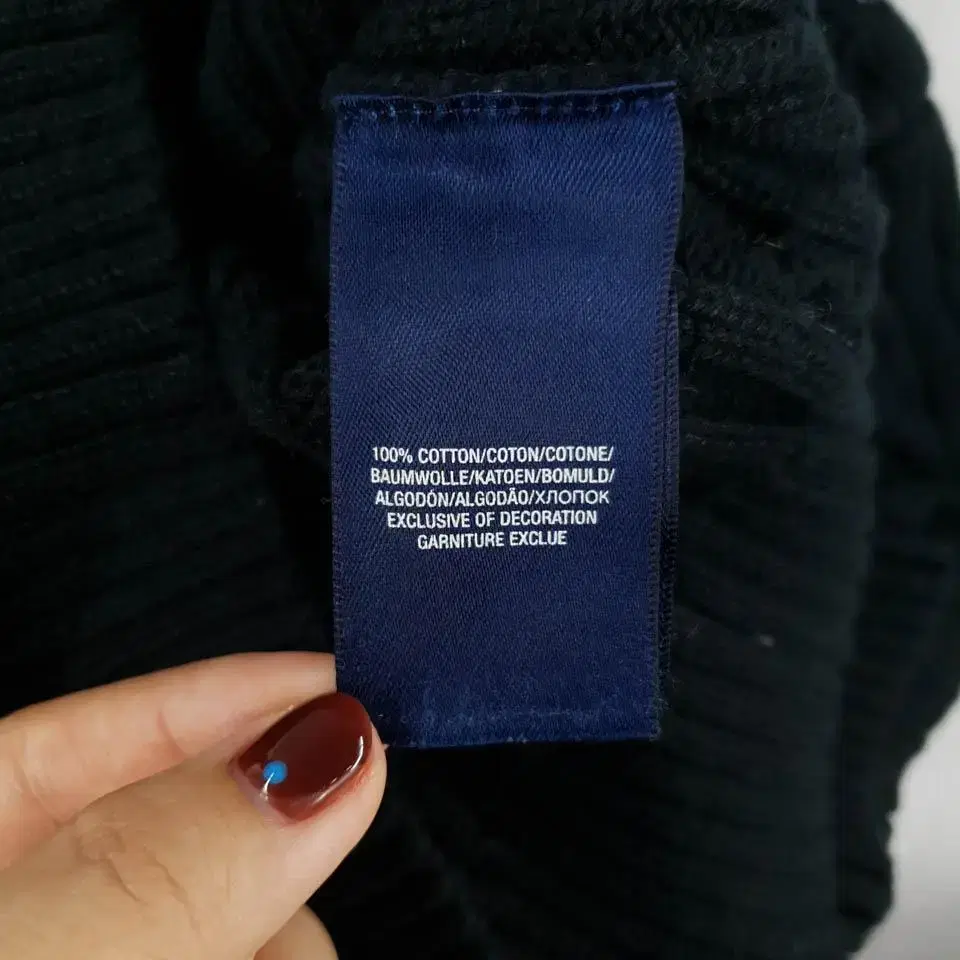 100% COTTON/COTON/COTONE/
BAUMWOLLE/KATOEN/BOMULD/
ALGODÓN/ALGODÃO/ХЛОПОК
EXCLUSIVE OF DECORATION
GARNITURE EXCLUE